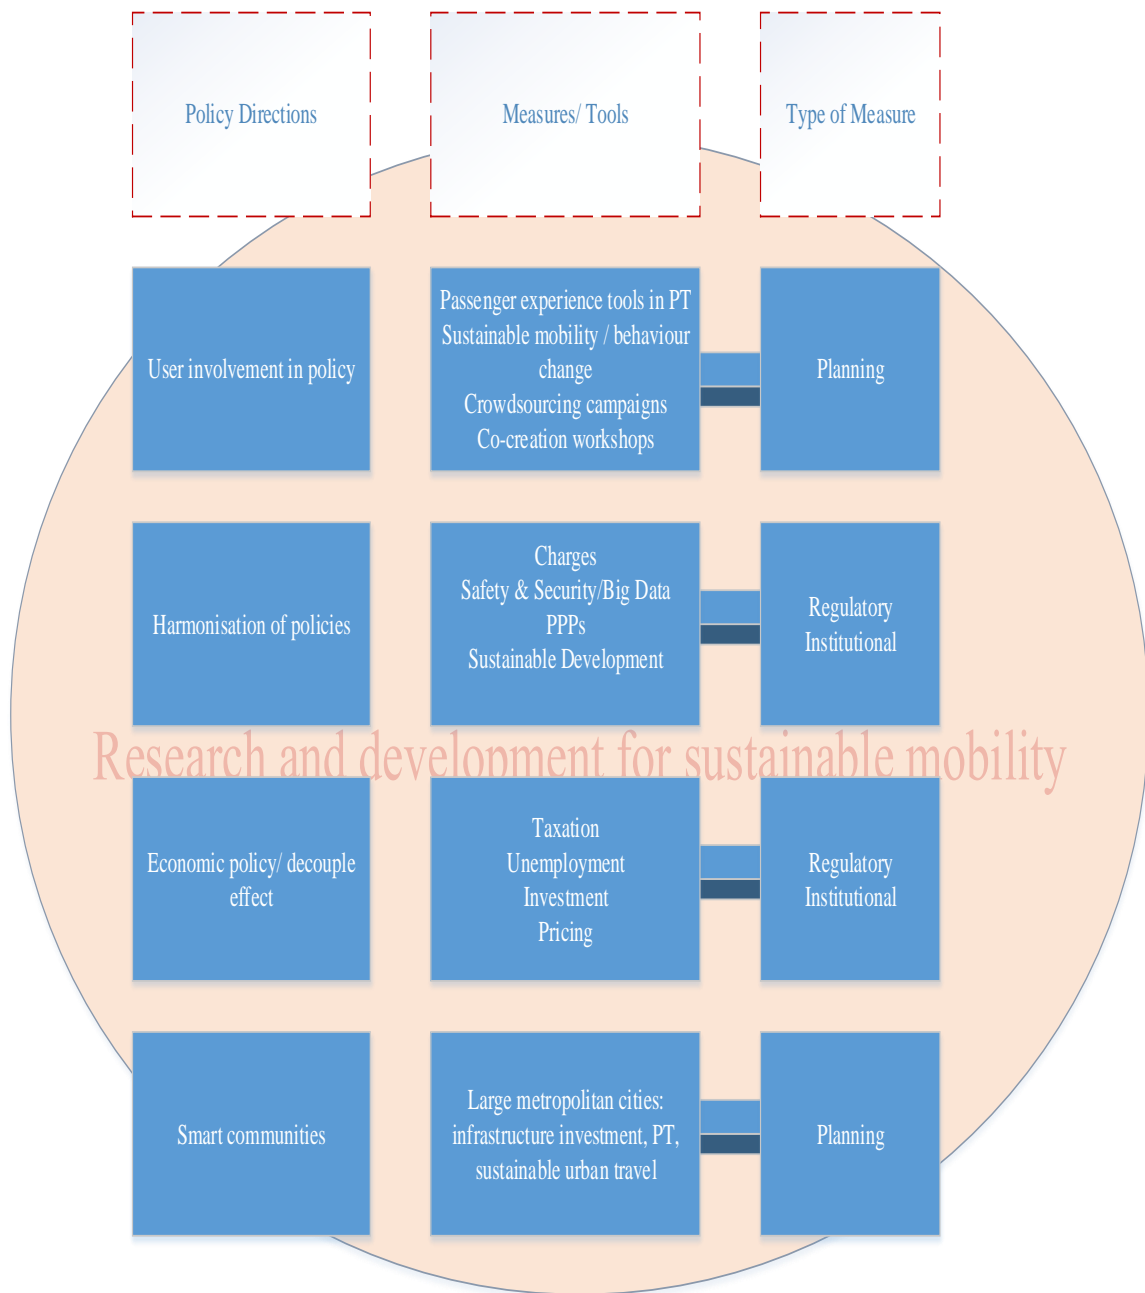 Policy Directions
Measures/ Tools
Type of Measure
User involvement in policy
Passenger experience tools in PT
Sustainable mobility / behaviour
change
Crowdsourcing campaigns
Co-creation workshops
Planning
Harmonisation of policies
Charges
Safety & Security/Big Data
PPPs
Sustainable Development
Regulatory
Institutional
Research and development for sustainable mobility
Economic policy/ decouple
effect
Taxation
Unemployment
Investment
Pricing
Regulatory
Institutional
Smart communities
Large metropolitan cities:
infrastructure investment, PT,
sustainable urban travel
Planning